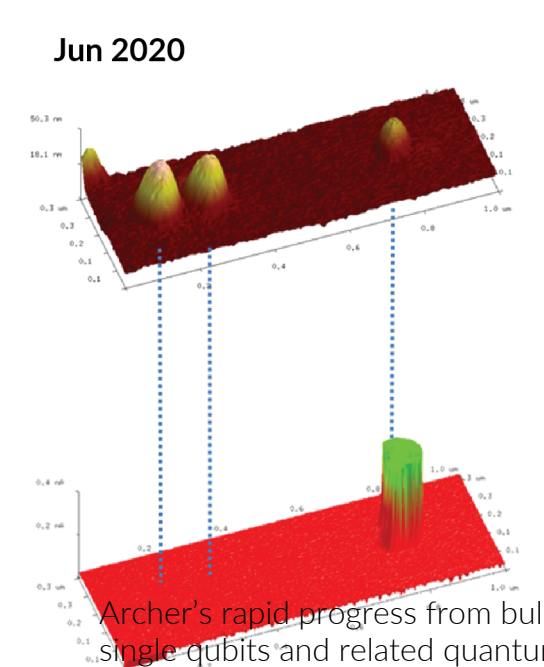 Jun 2020
50.3 nm
18.1 nm
0.3 um
0.3
0.2
0.1
0.1
0.2
0.4
0.6
0.8
1.0 um
0.1
0.2
0.3
um
0.4 nA
0.2 nA
0.3 um
0.3
0.2
0.1
0.2
0.4
0.6
0.8
1.0 um
3 um
0.3
0.2
0.1
1.0 um
Archer's rapid progress from bul
single qubits and related quantu